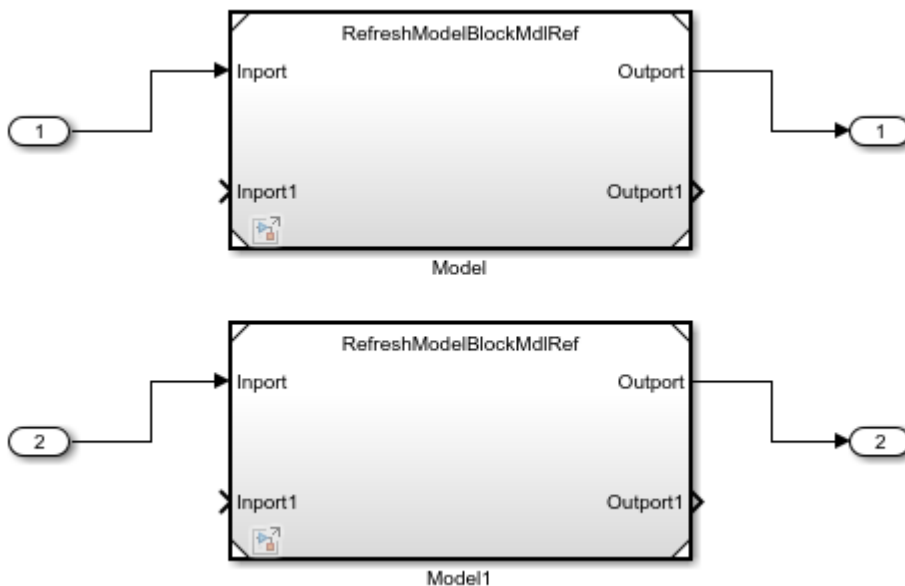 RefreshModelBlockMdlRef
Inport
Outport
1
1
Inport1
Outport1
Model
RefreshModelBlockMdlRef
Inport
Outport
2
2
Inport1
Outport1
Model1